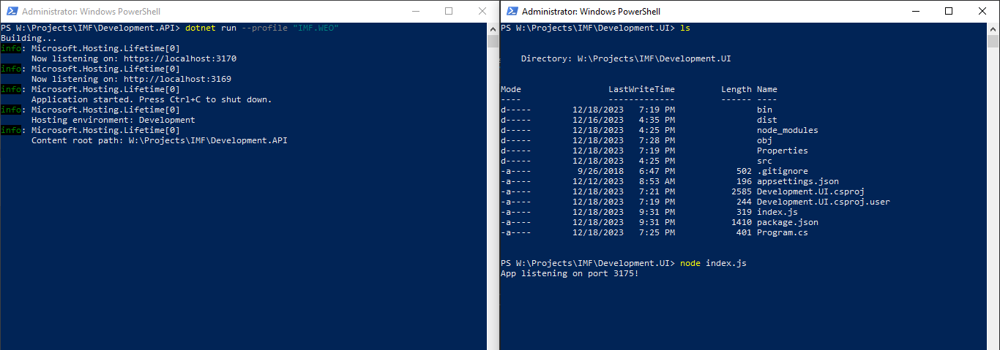 Administrator: Windows PowerShell
PS W:\Projects\IMF\Development.API> dotnet run --profile "IMF.WEO"
Building...
info: Microsoft.Hosting.Lifetime[0]
      Now listening on: https://localhost:3170
info: Microsoft.Hosting.Lifetime[0]
      Now listening on: http://localhost:3169
info: Microsoft.Hosting.Lifetime[0]
      Application started. Press Ctrl+C to shut down.
info: Microsoft.Hosting.Lifetime[0]
      Hosting environment: Development
info: Microsoft.Hosting.Lifetime[0]
      Content root path: W:\Projects\IMF\Development.API
Administrator: Windows PowerShell
PS W:\Projects\IMF\Development.UI> ls
    Directory: W:\Projects\IMF\Development.UI
Mode                 LastWriteTime         Length Name
----                 -------------         ------ ----
d-----        12/18/2023   7:19 PM                bin
d-----        12/16/2023   4:35 PM                dist
d-----        12/18/2023   4:25 PM                node_modules
d-----        12/18/2023   7:28 PM                obj
d-----        12/18/2023   7:19 PM                Properties
d-----        12/18/2023   4:25 PM                src
-a----         9/26/2018   6:47 PM            502 .gitignore
-a----        12/12/2023   8:53 AM            196 appsettings.json
-a----        12/18/2023   7:21 PM           2585 Development.UI.csproj
-a----        12/18/2023   7:19 PM            244 Development.UI.csproj.user
-a----        12/18/2023   9:31 PM            319 index.js
-a----        12/18/2023   9:31 PM           1410 package.json
-a----        12/18/2023   7:25 PM            401 Program.cs
PS W:\Projects\IMF\Development.UI> node index.js
App listening on port 3175!